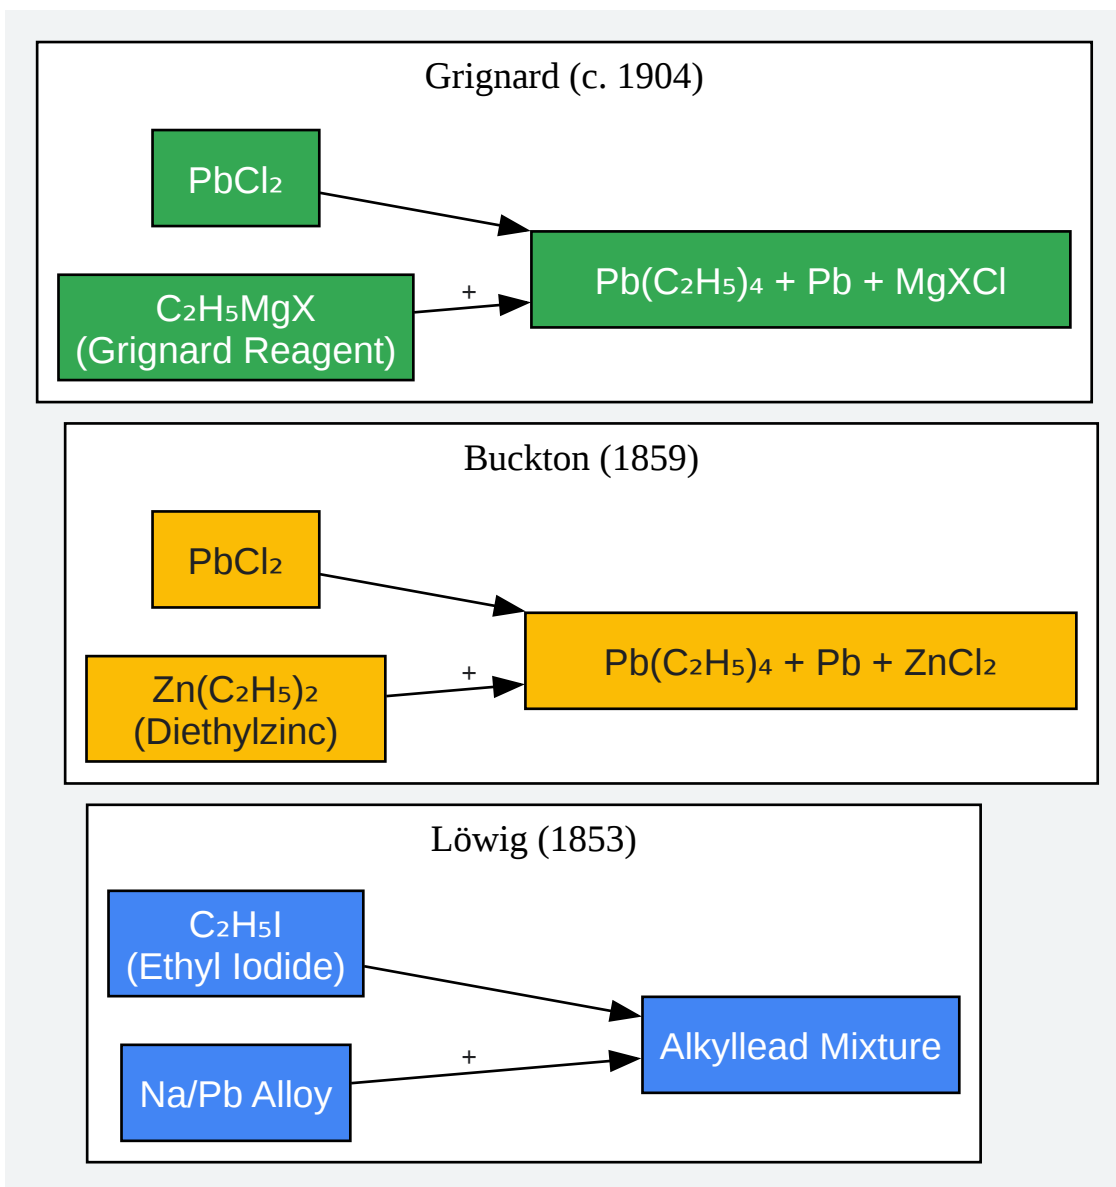 Grignard (c. 1904)
PbCl₂
C₂H₅MgX
(Grignard Reagent)
+
Pb(C₂H₅)₄ + Pb + MgXCl
Buckton (1859)
PbCl₂
Zn(C₂H₅)₂
(Diethylzinc)
+
Pb(C₂H₅)₄ + Pb + ZnCl₂
Löwig (1853)
C₂H₅I
(Ethyl Iodide)
Na/Pb Alloy
+
Alkyllead Mixture